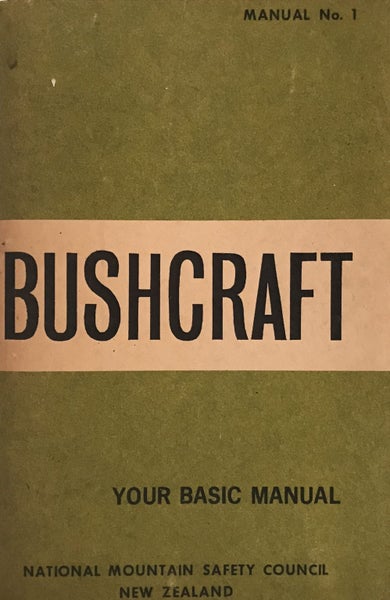 MANUAL No. 1
BUSHCRAFT
YOUR BASIC MANUAL
NATIONAL MOUNTAIN SAFETY COUNCIL
NEW ZEALAND